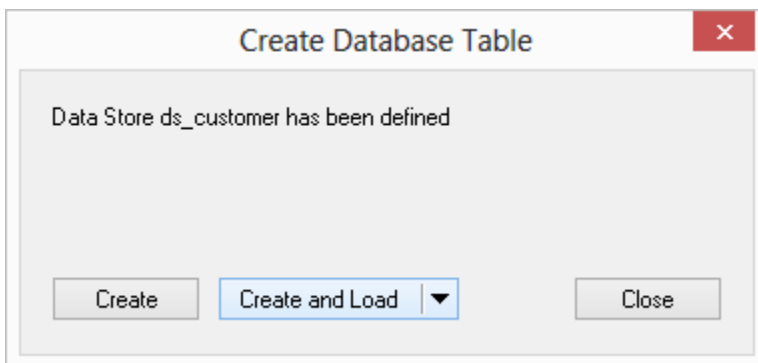 Create Database Table
Data Store ds_customer has been defined
Create
Create and Load
Close